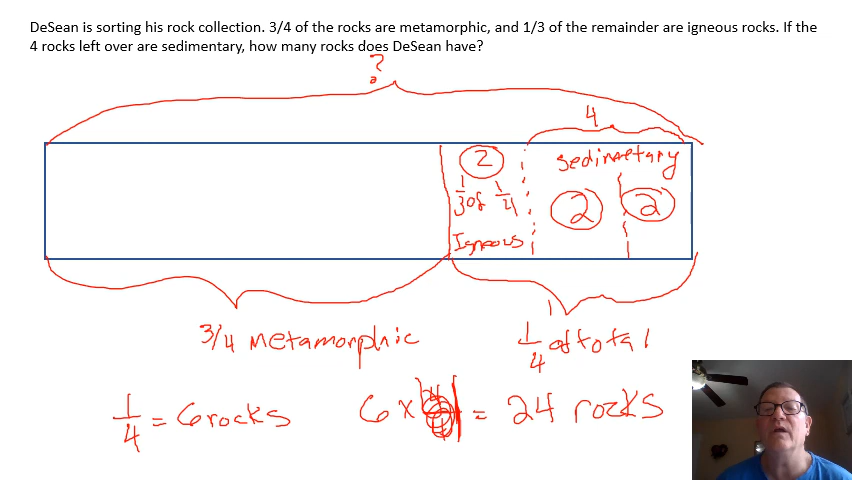 DeSean is sorting his rock collection. 3/4 of the rocks are metamorphic, and 1/3 of the remainder are igneous rocks. If the
4 rocks left over are sedimentary, how many rocks does DeSean have?
?
4
2
sedimetary
1/3 of 1/4
2
2
Igneous
3/4 metamorphic
1/4 of total
1/4 = 6 rocks
6 × = 24 rocks